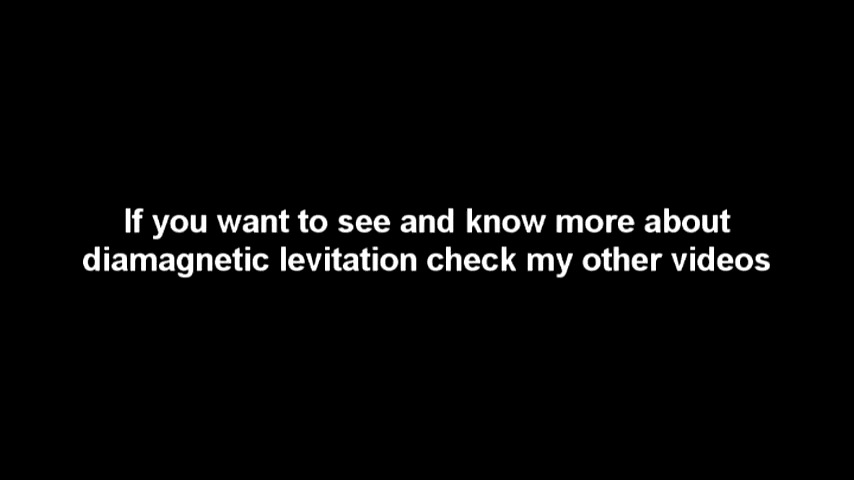 If you want to see and know more about
diamagnetic levitation check my other videos